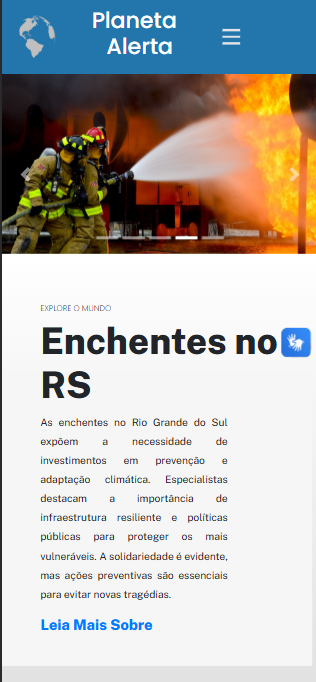 Planeta
Alerta
EXPLORE O MUNDO
Enchentes no
RS
As enchentes no Rio Grande do Sul
expõem a necessidade de
investimentos em prevenção e
adaptação climática. Especialistas
destacam a importância de
infraestrutura resiliente e políticas
públicas para proteger os mais
vulneráveis. A solidariedade é evidente,
mas ações preventivas são essenciais
para evitar novas tragédias.
Leia Mais Sobre